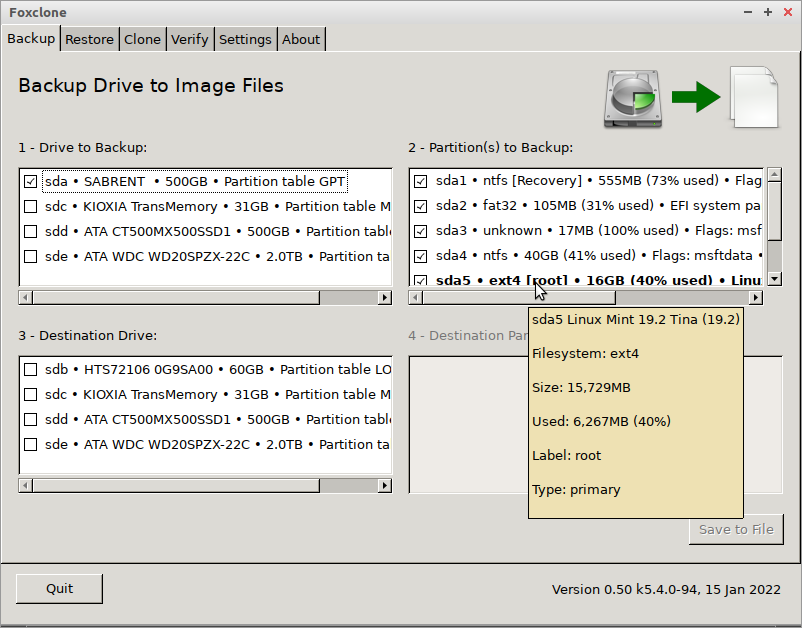 Foxclone
Backup Restore Clone Verify Settings About
Backup Drive to Image Files
1 - Drive to Backup:
sda • SABRENT • 500GB • Partition table GPT
sdc • KIOXIA TransMemory • 31GB • Partition table M
sdd • ATA CT500MX500SSD1 • 500GB • Partition table
sde • ATA WDC WD20SPZX-22C • 2.0TB • Partition ta
2 - Partition(s) to Backup:
sda1 • ntfs [Recovery] • 555MB (73% used) • Flag
sda2 • fat32 • 105MB (31% used) • EFI system pa
sda3 • unknown • 17MB (100% used) • Flags: msf
sda4 • ntfs • 40GB (41% used) • Flags: msftdata •
sda5 • ext4 [root] • 16GB (40% used) • Linu
3 - Destination Drive:
sdb • HTS72106 0G9SA00 • 60GB • Partition table LO
sdc • KIOXIA TransMemory • 31GB • Partition table M
sdd • ATA CT500MX500SSD1 • 500GB • Partition table
sde • ATA WDC WD20SPZX-22C • 2.0TB • Partition ta
4 - Destination Par
sda5 Linux Mint 19.2 Tina (19.2)
Filesystem: ext4
Size: 15,729MB
Used: 6,267MB (40%)
Label: root
Type: primary
Save to File
Quit
Version 0.50 k5.4.0-94, 15 Jan 2022